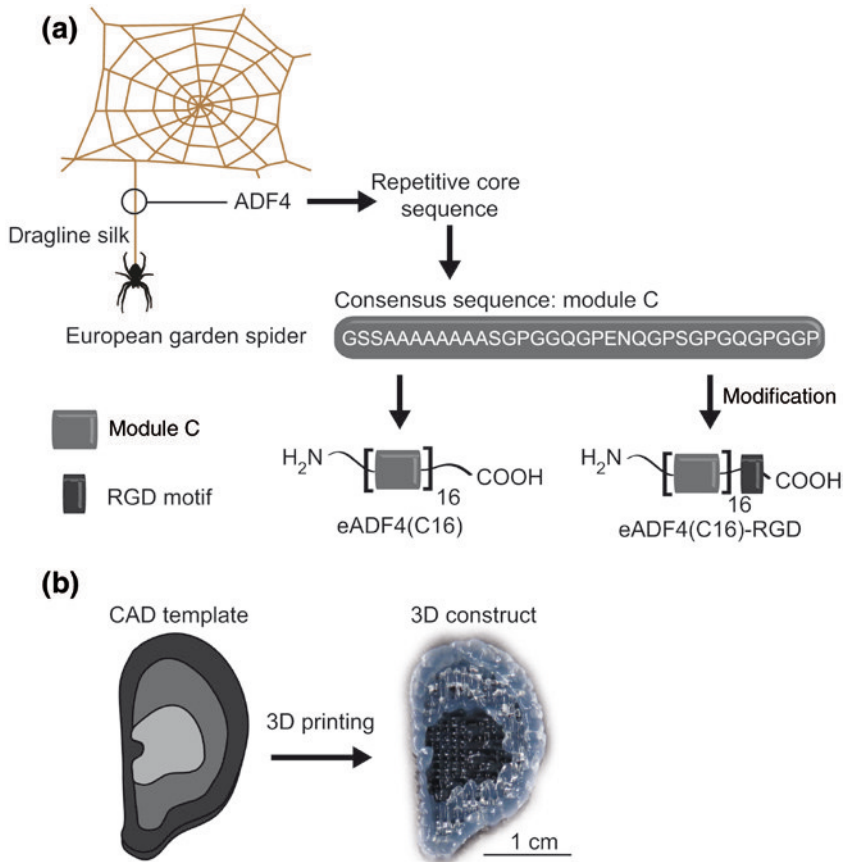 (a)
ADF4
Repetitive core
sequence
Dragline silk
European garden spider
Consensus sequence: module C
GSSAAAAAAAASGPGGQGPENQGPSGPGQGPGGP
Modification
Module C
RGD motif
H2N
[ ]16
COOH
eADF4(C16)
H2N
[ ]16
COOH
eADF4(C16)-RGD
(b)
CAD template
3D construct
3D printing
1 cm